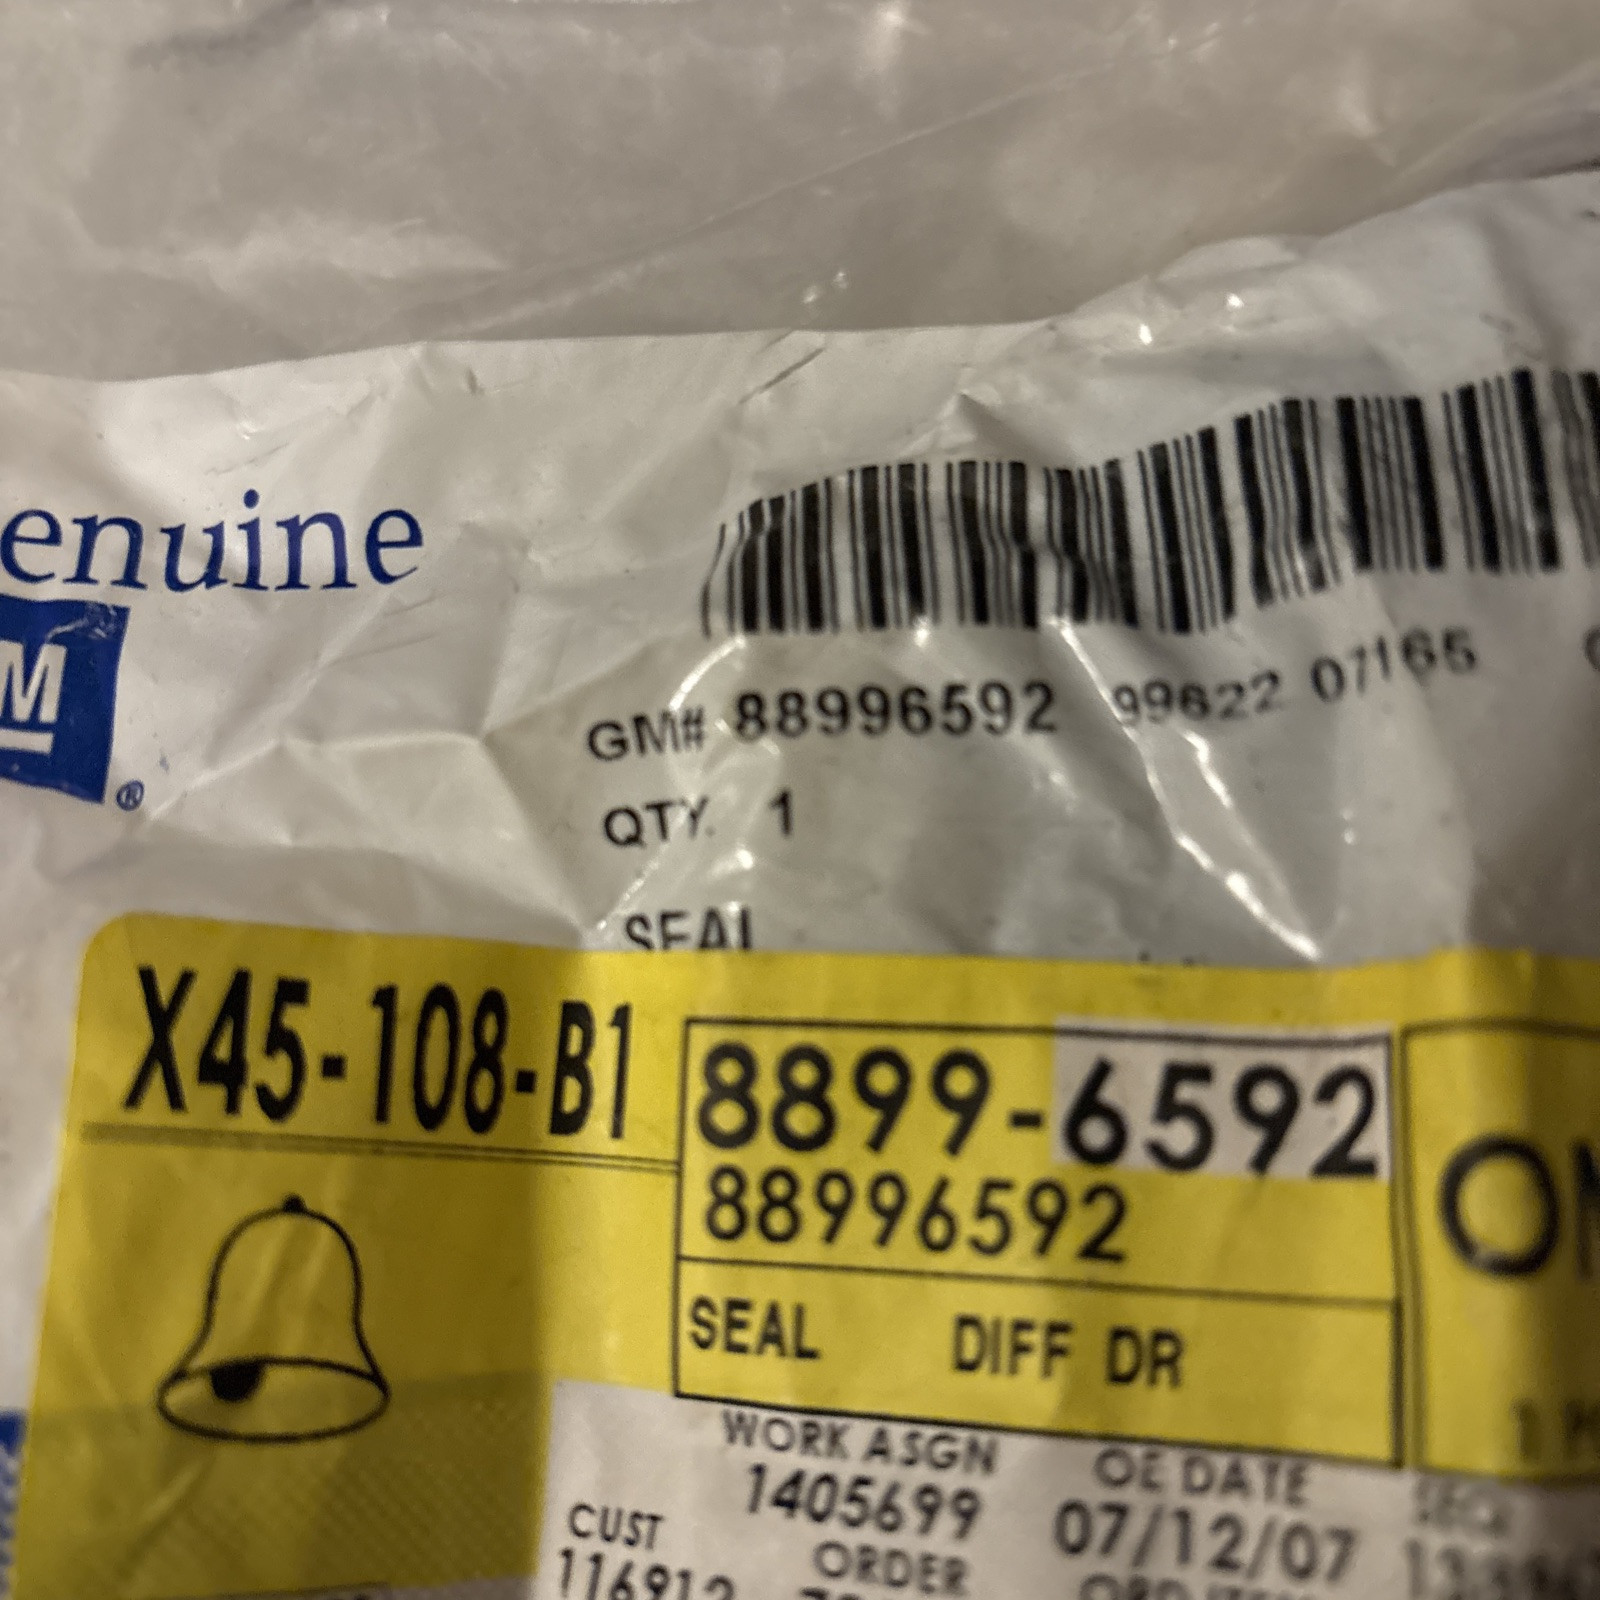 enuine
M
®
GM# 88996592 99622 07165
QTY. 1
SEAL
X45-108-B1
8899-6592
88996592
SEAL DIFF DR
WORK ASGN
1405699
OE DATE
07/12/07
CUST
116912
ORDER